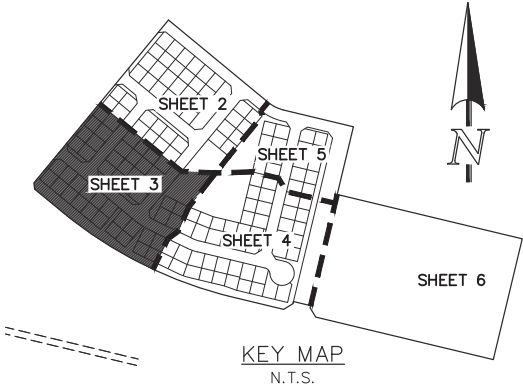 SHEET 2
N
SHEET 5
SHEET 3
SHEET 4
SHEET 6
KEY MAP
N.T.S.